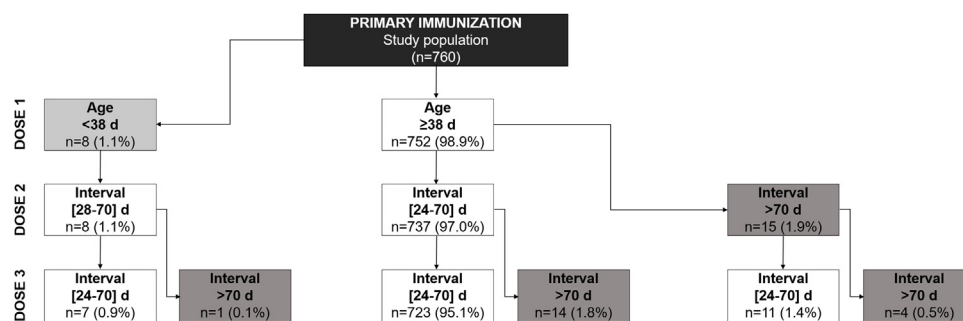 PRIMARY IMMUNIZATION
Study population
(n=760)
DOSE 1
Age
<38 d
n=8 (1.1%)
Age
≥38 d
n=752 (98.9%)
DOSE 2
Interval
[28-70] d
n=8 (1.1%)
Interval
[24-70] d
n=737 (97.0%)
Interval
>70 d
n=15 (1.9%)
DOSE 3
Interval
[24-70] d
n=7 (0.9%)
Interval
>70 d
n=1 (0.1%)
Interval
[24-70] d
n=723 (95.1%)
Interval
>70 d
n=14 (1.8%)
Interval
[24-70] d
n=11 (1.4%)
Interval
>70 d
n=4 (0.5%)